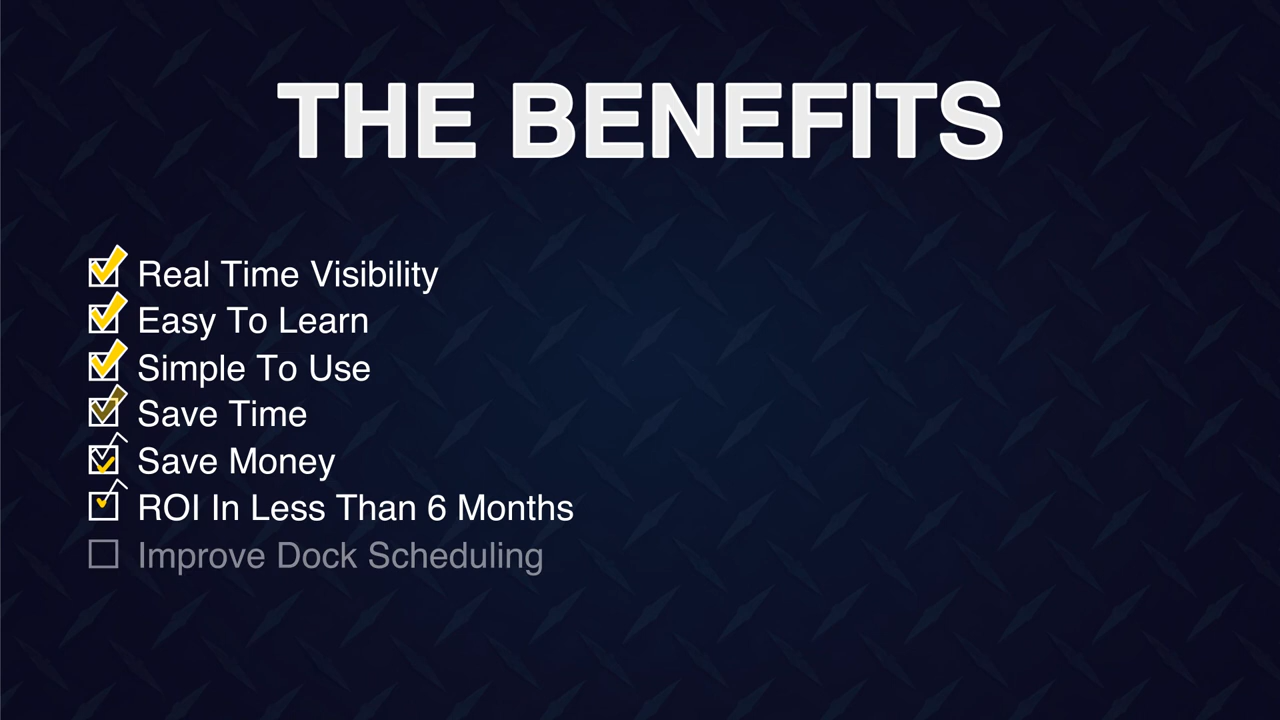 THE BENEFITS
Real Time Visibility
Easy To Learn
Simple To Use
Save Time
Save Money
ROI In Less Than 6 Months
Improve Dock Scheduling